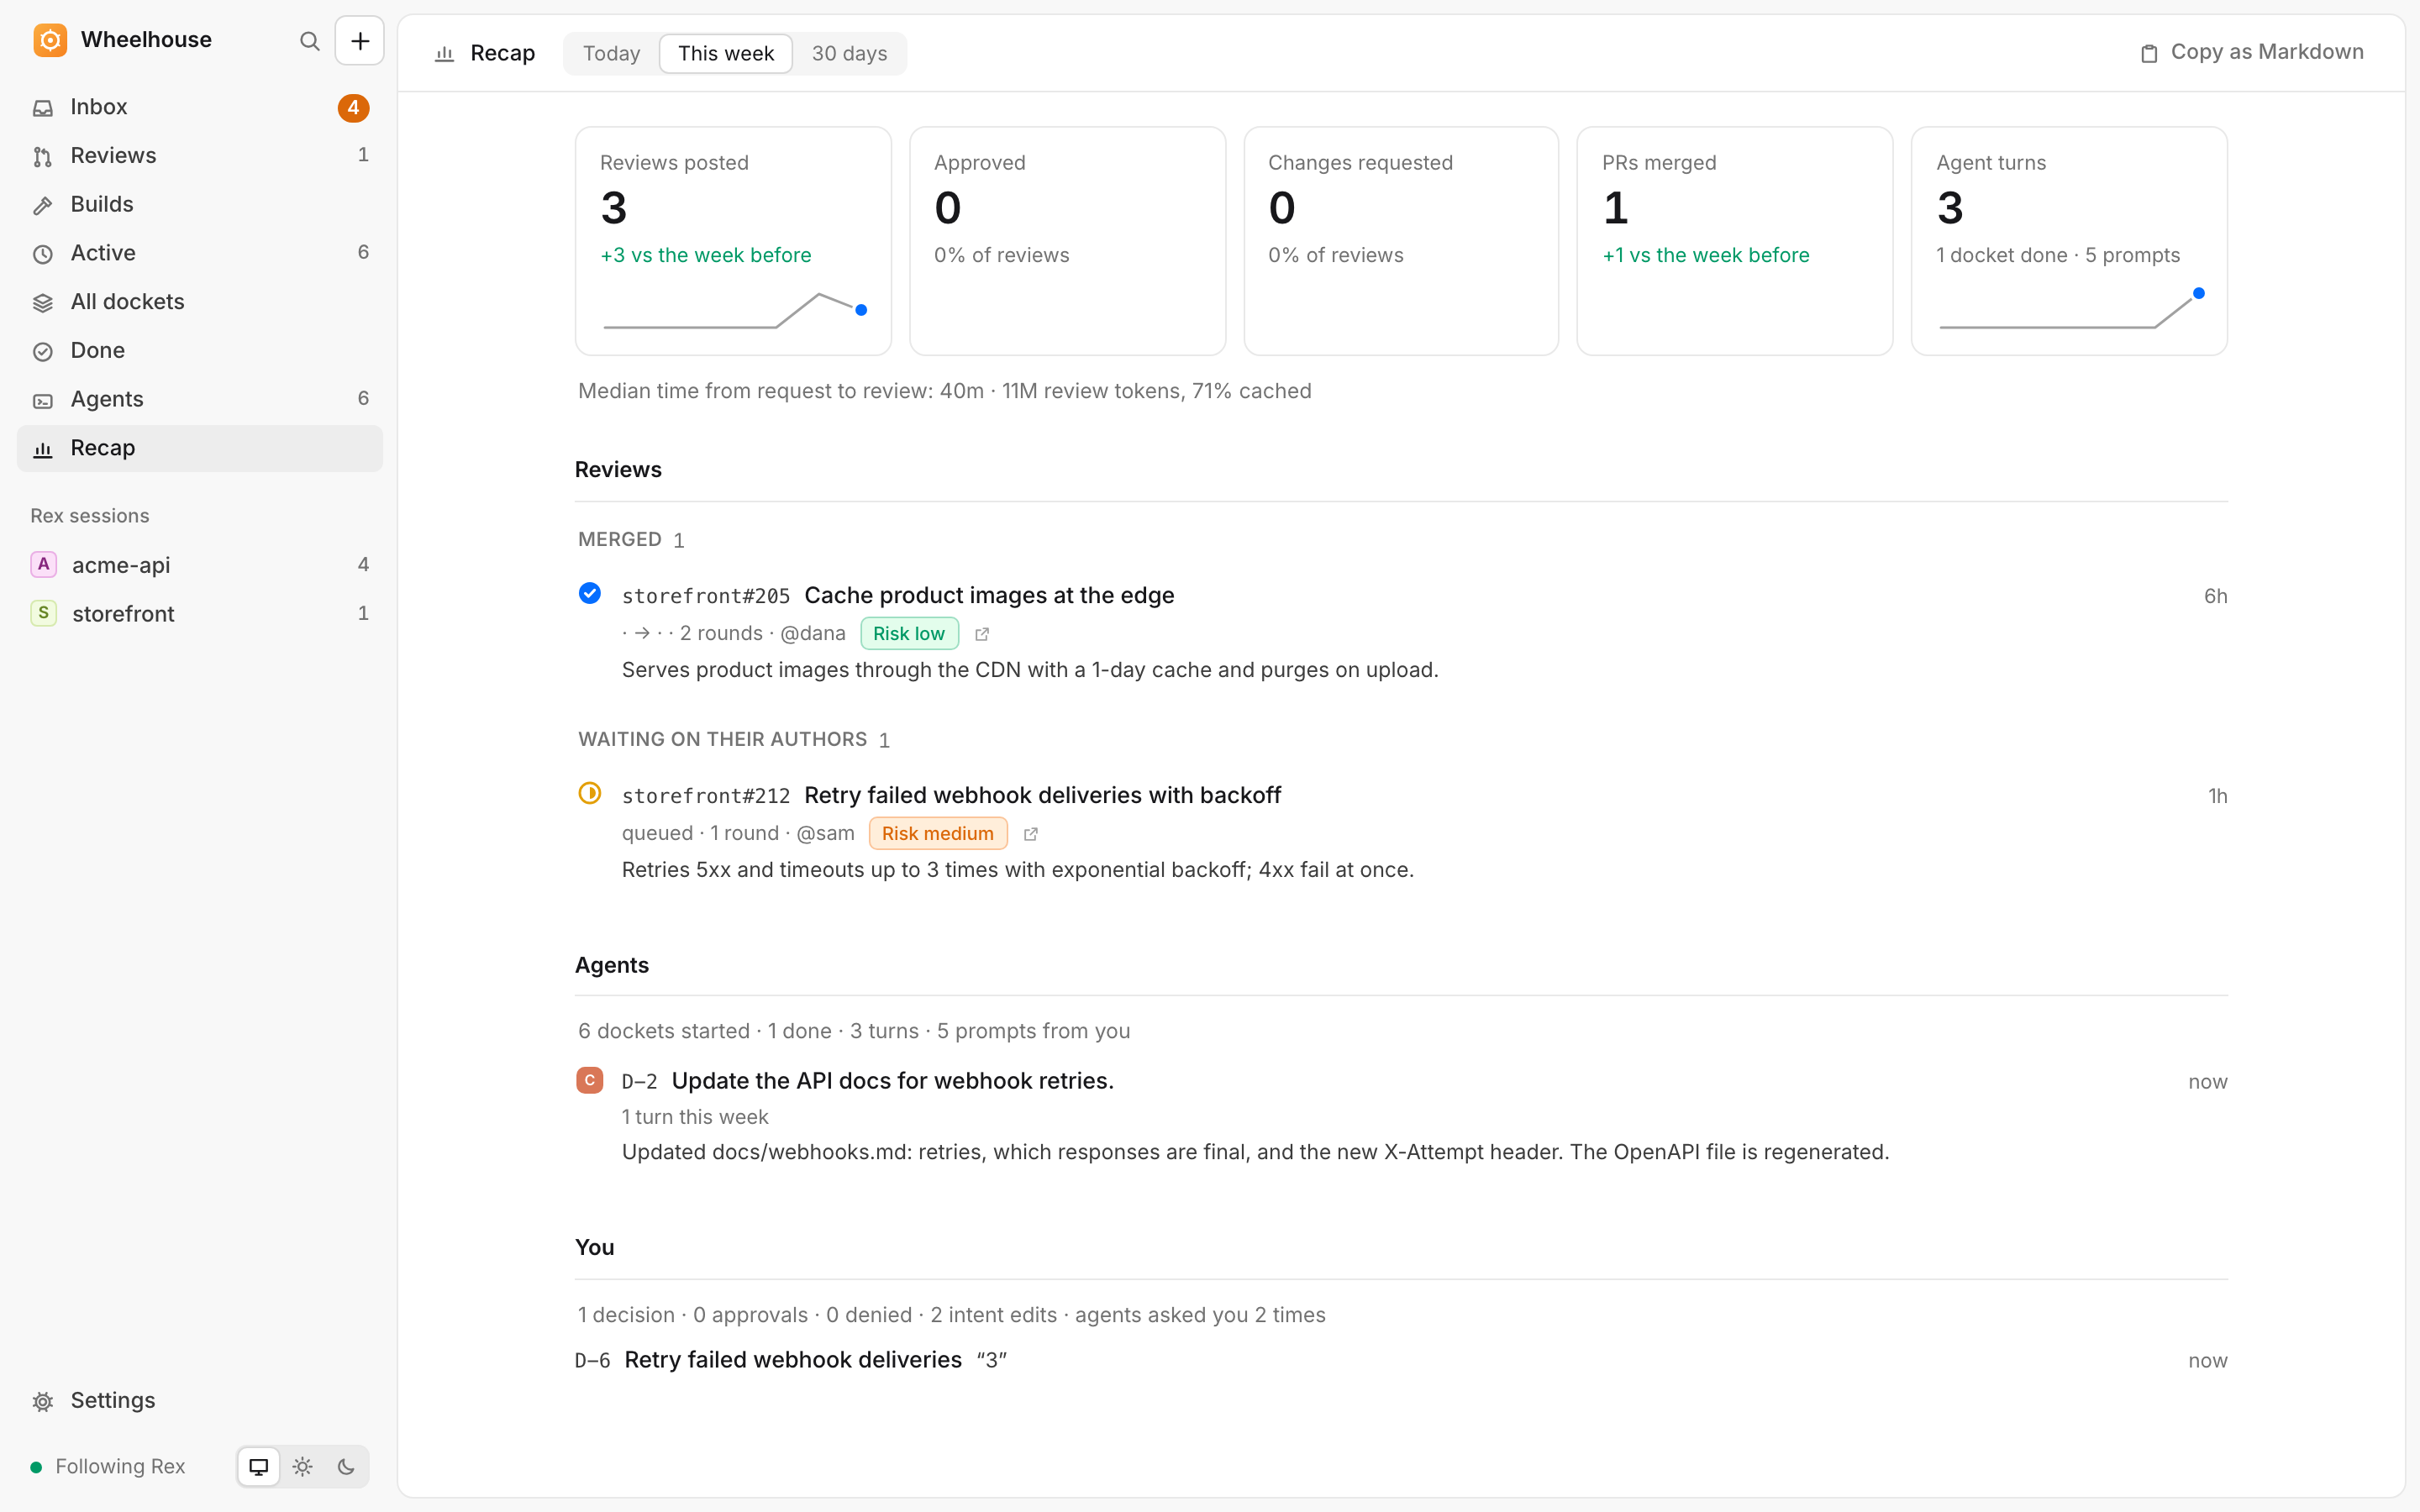 Wheelhouse
Inbox 4
Reviews 1
Builds
Active 6
All dockets
Done
Agents 6
Recap
Rex sessions
A acme-api 4
S storefront 1
Settings
Following Rex
Recap Today This week 30 days Copy as Markdown
Reviews posted
3
+3 vs the week before
Approved
0
0% of reviews
Changes requested
0
0% of reviews
PRs merged
1
+1 vs the week before
Agent turns
3
1 docket done · 5 prompts
Median time from request to review: 40m · 11M review tokens, 71% cached
Reviews
MERGED 1
storefront#205 Cache product images at the edge 6h
· → · · 2 rounds · @dana Risk low
Serves product images through the CDN with a 1-day cache and purges on upload.
WAITING ON THEIR AUTHORS 1
storefront#212 Retry failed webhook deliveries with backoff 1h
queued · 1 round · @sam Risk medium
Retries 5xx and timeouts up to 3 times with exponential backoff; 4xx fail at once.
Agents
6 dockets started · 1 done · 3 turns · 5 prompts from you
C D–2 Update the API docs for webhook retries. now
1 turn this week
Updated docs/webhooks.md: retries, which responses are final, and the new X-Attempt header. The OpenAPI file is regenerated.
You
1 decision · 0 approvals · 0 denied · 2 intent edits · agents asked you 2 times
D–6 Retry failed webhook deliveries “3” now